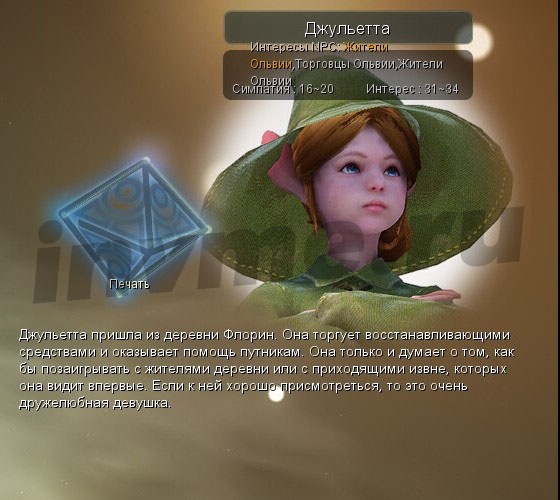 Джульетта
Интересы NPC: Жители
Ольвии,Торговцы Ольвии,Жители
Ольвии
Симпатия : 16~20 Интерес : 31~34
invme.ru
Печать
Джульетта пришла из деревни Флорин. Она торгует восстанавливающими
средствами и оказывает помощь путникам. Она только и думает о том, как
бы позаигрывать с жителями деревни или с приходящими извне, которых
она видит впервые. Если к ней хорошо присмотреться, то это очень
дружелюбная девушка.